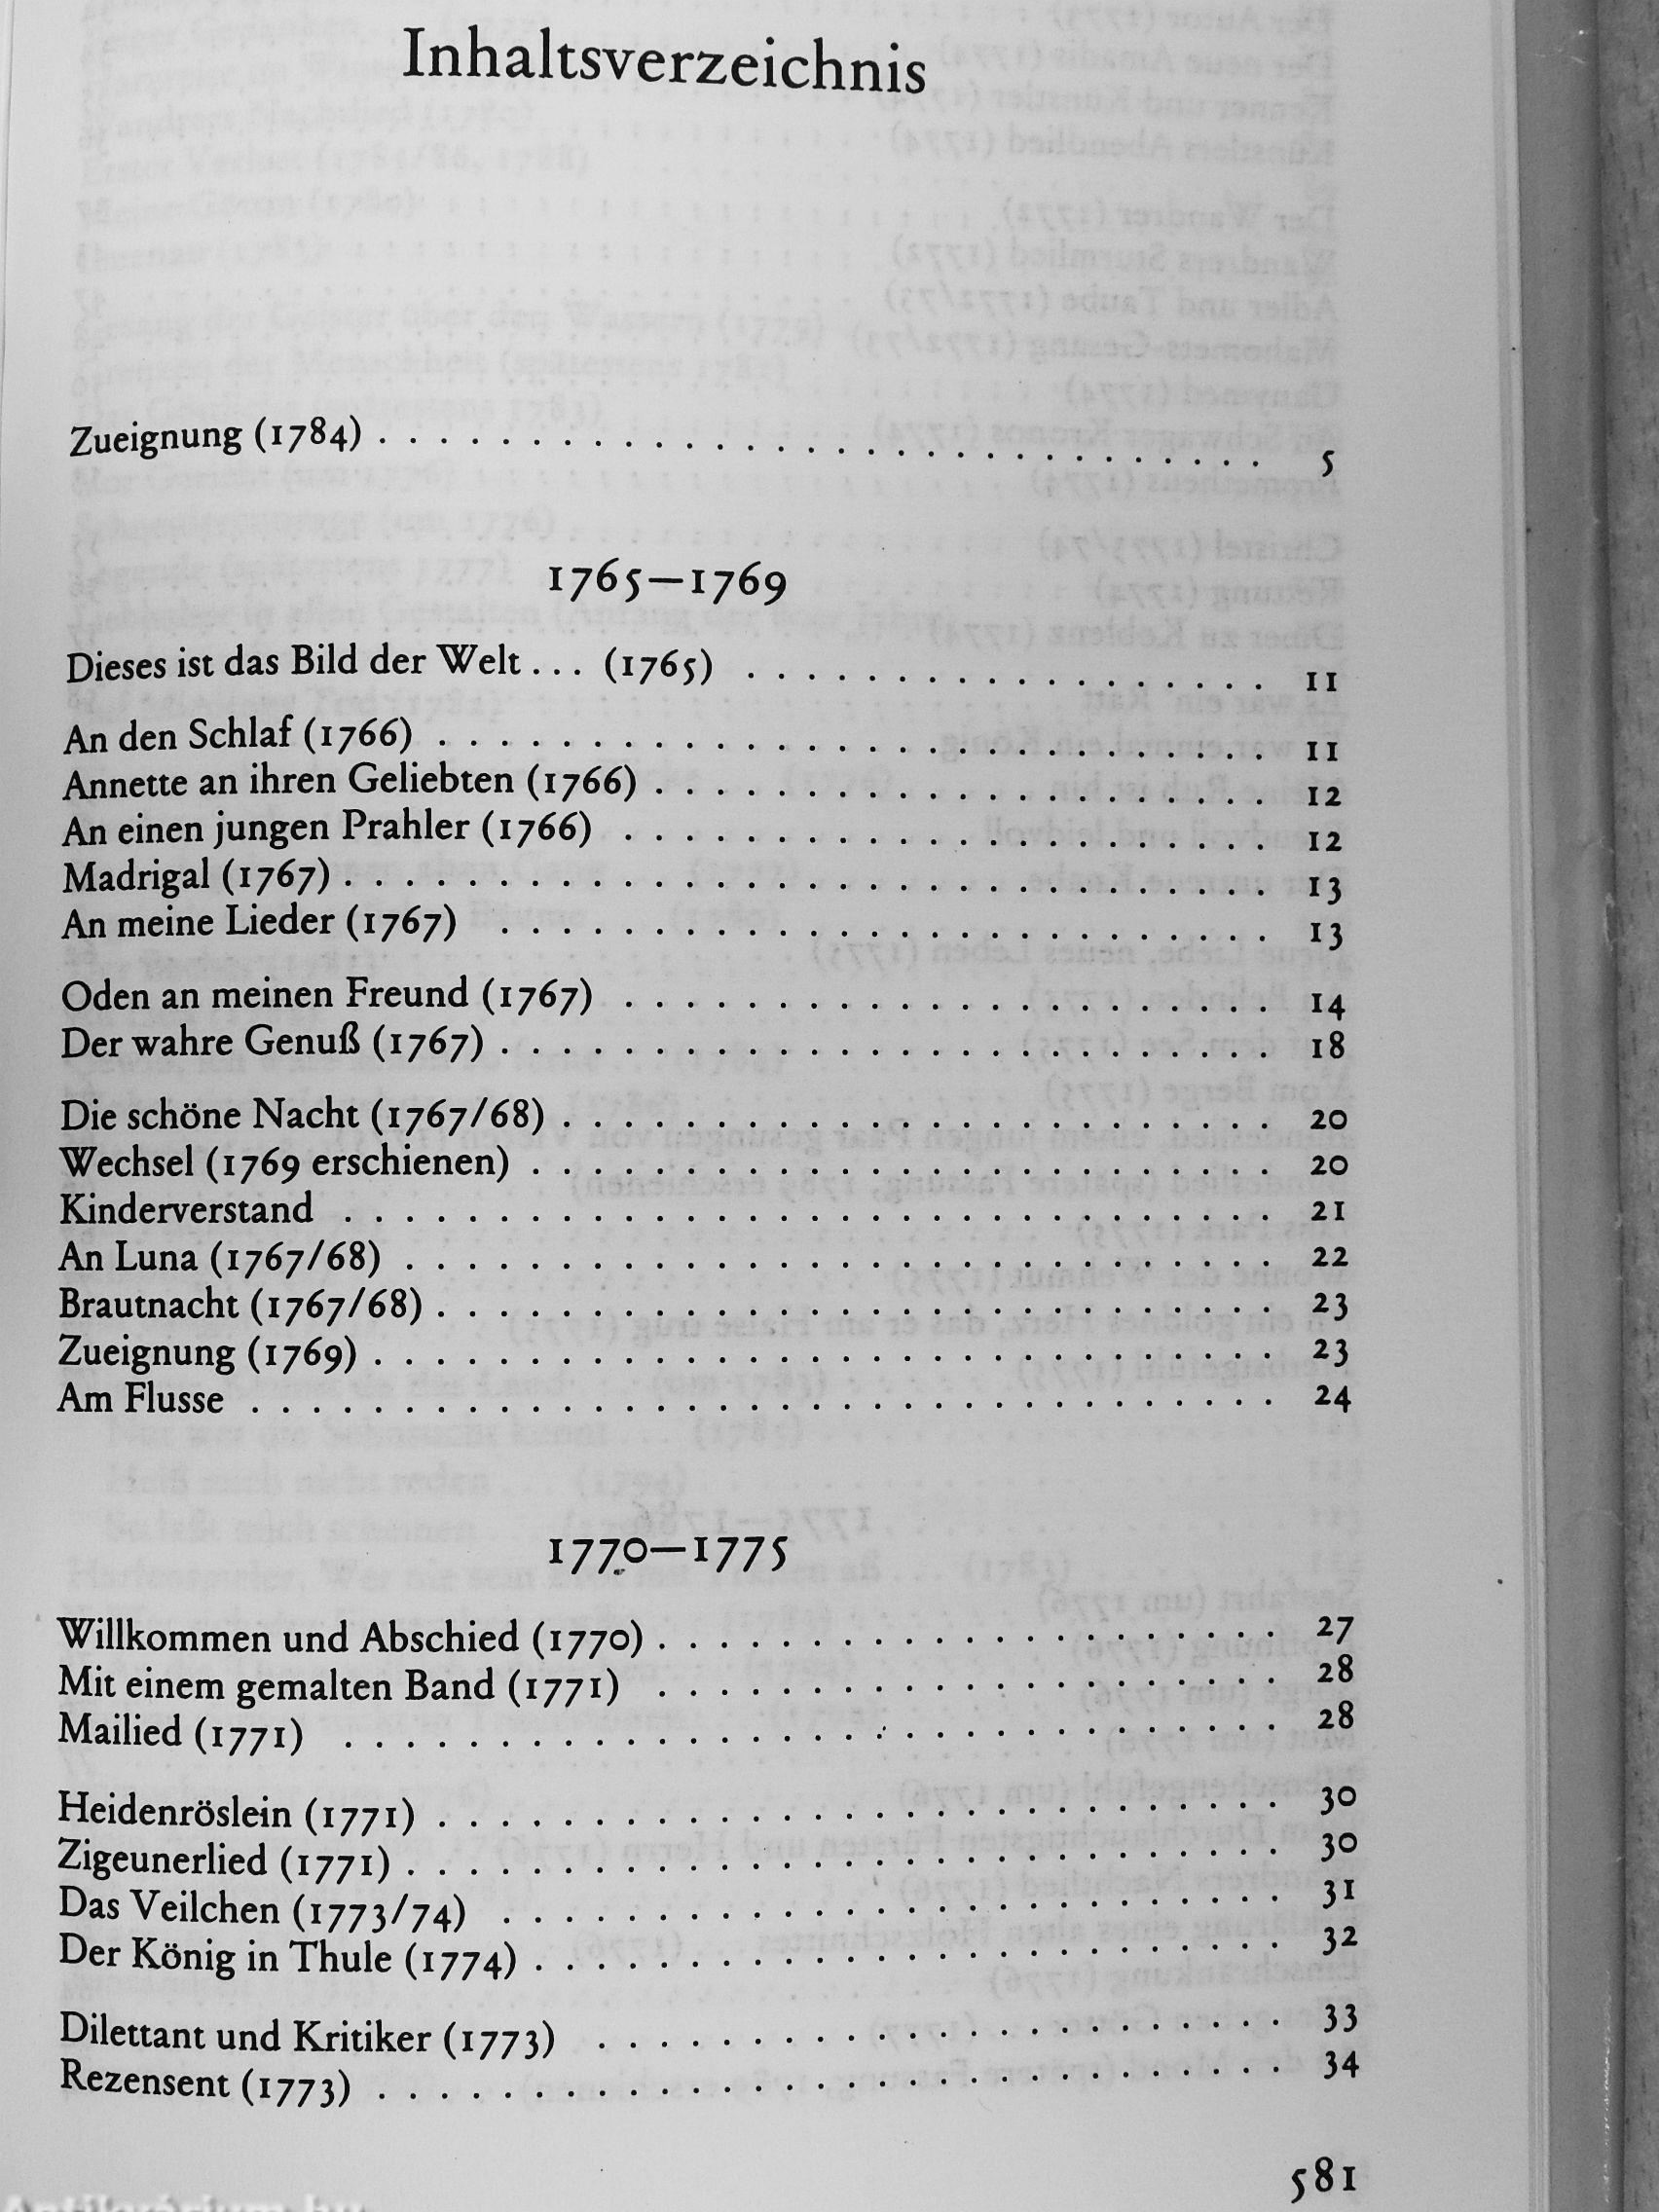 Inhaltsverzeichnis
Zueignung (1784) . . . . . . . . . . . . . . . . . . . . . . . . . . . . . 5
1765—1769
Dieses ist das Bild der Welt . . . (1765) . . . . . . . . . . . . . . . . . 11
An den Schlaf (1766) . . . . . . . . . . . . . . . . . . . . . . . . . . . 11
Annette an ihren Geliebten (1766) . . . . . . . . . . . . . . . . . . . . 12
An einen jungen Prahler (1766) . . . . . . . . . . . . . . . . . . . . . 12
Madrigal (1767) . . . . . . . . . . . . . . . . . . . . . . . . . . . . . . 13
An meine Lieder (1767) . . . . . . . . . . . . . . . . . . . . . . . . . 13
Oden an meinen Freund (1767) . . . . . . . . . . . . . . . . . . . . . 14
Der wahre Genuß (1767) . . . . . . . . . . . . . . . . . . . . . . . . . 18
Die schöne Nacht (1767/68) . . . . . . . . . . . . . . . . . . . . . . . 20
Wechsel (1769 erschienen) . . . . . . . . . . . . . . . . . . . . . . . . 20
Kinderverstand . . . . . . . . . . . . . . . . . . . . . . . . . . . . . . 21
An Luna (1767/68) . . . . . . . . . . . . . . . . . . . . . . . . . . . . 22
Brautnacht (1767/68) . . . . . . . . . . . . . . . . . . . . . . . . . . . 23
Zueignung (1769) . . . . . . . . . . . . . . . . . . . . . . . . . . . . . 23
Am Flusse . . . . . . . . . . . . . . . . . . . . . . . . . . . . . . . . . 24
1770—1775
Willkommen und Abschied (1770) . . . . . . . . . . . . . . . . . . . . 27
Mit einem gemalten Band (1771) . . . . . . . . . . . . . . . . . . . . 28
Mailied (1771) . . . . . . . . . . . . . . . . . . . . . . . . . . . . . . 28
Heidenröslein (1771) . . . . . . . . . . . . . . . . . . . . . . . . . . . 30
Zigeunerlied (1771) . . . . . . . . . . . . . . . . . . . . . . . . . . . . 30
Das Veilchen (1773/74) . . . . . . . . . . . . . . . . . . . . . . . . . 31
Der König in Thule (1774) . . . . . . . . . . . . . . . . . . . . . . . . 32
Dilettant und Kritiker (1773) . . . . . . . . . . . . . . . . . . . . . . 33
Rezensent (1773) . . . . . . . . . . . . . . . . . . . . . . . . . . . . . 34
581